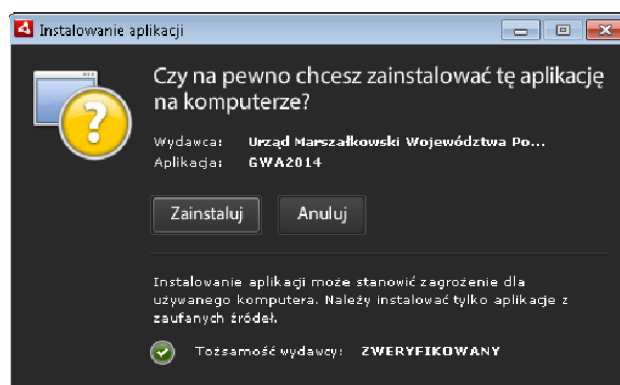 Instalowanie aplikacji
Czy na pewno chcesz zainstalować tę aplikację
na komputerze?
Wydawca: Urząd Marszałkowski Województwa Po...
Aplikacja: GWA2014
Zainstaluj Anuluj
Instalowanie aplikacji może stanowić zagrożenie dla
używanego komputera. Należy instalować tylko aplikacje z
zaufanych źródeł.
Tożsamość wydawcy: ZWERYFIKOWANY